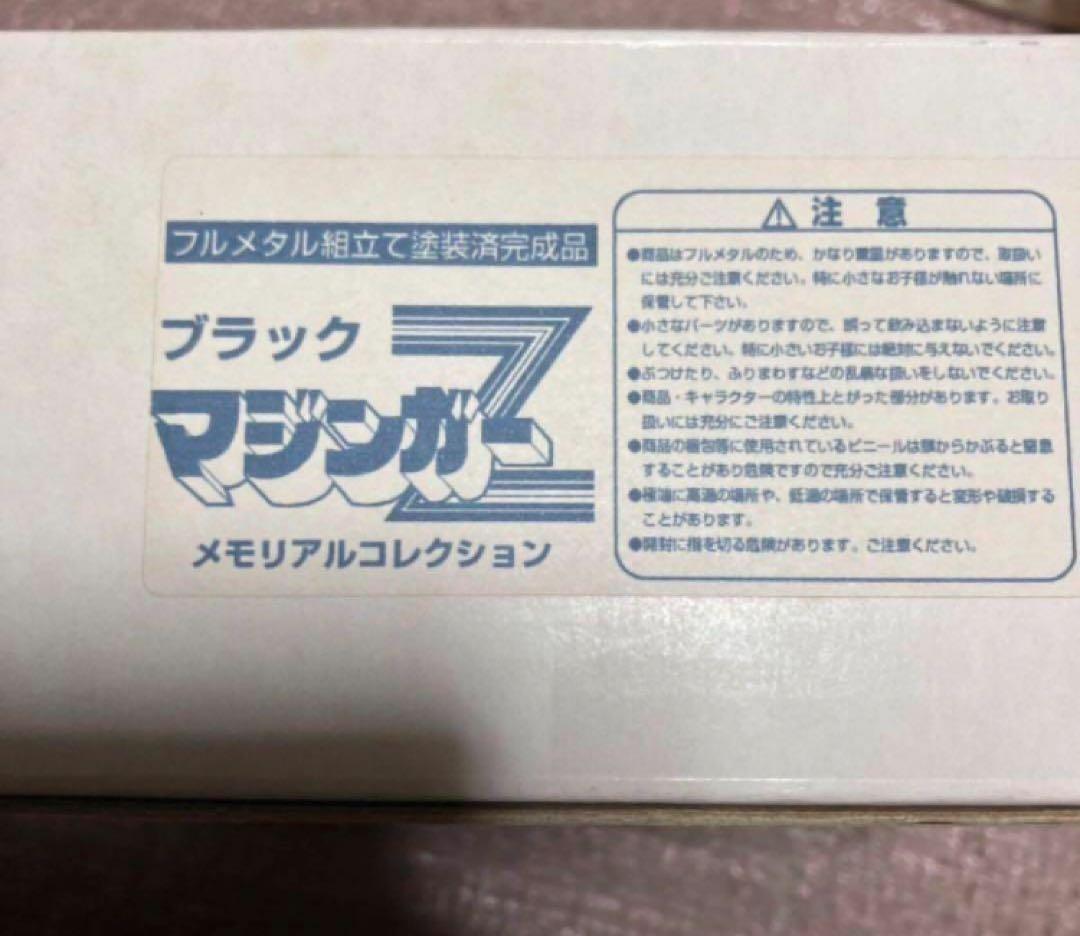 フルメタル組立て塗装済完成品
ブラック
マジンガーZ
メモリアルコレクション
⚠注 意
●商品はフルメタルのため、かなり重量がありますので、取扱い
には充分ご注意ください。特に小さなお子様が触れない場所に
保管して下さい。
●小さなパーツがありますので、誤って飲み込まないように注意
してください。特に小さいお子様には絶対に与えないでください。
●ぶつけたり、ふりまわすなどの乱暴な扱いをしないでください。
●商品・キャラクターの特性上とがった部分があります。お取り
扱いには充分にご注意ください。
●商品の梱包等に使用されているビニールは頭からかぶると窒息
することがあり危険ですので充分ご注意ください。
●極端に高温の場所や、低温の場所で保管すると変形や破損する
ことがあります。
●開封に指を切る危険があります。ご注意ください。